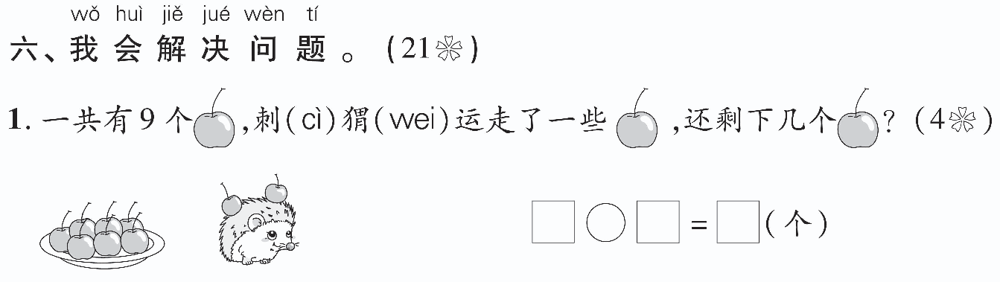 wǒ huì jiě jué wèn tí
六、我会解决问题。(21)
1. 一共有9个,刺(cì)猬(wei)运走了一些,还剩下几个?(4)
=(个)